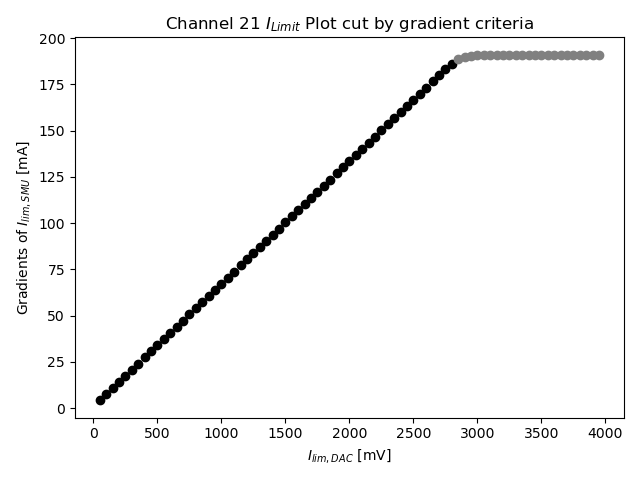 Channel 21 I_Limit Plot cut by gradient criteria
200
175
150
125
100
75
50
25
0
Gradients of I_lim,SMU [mA]
0 500 1000 1500 2000 2500 3000 3500 4000
I_lim,DAC [mV]